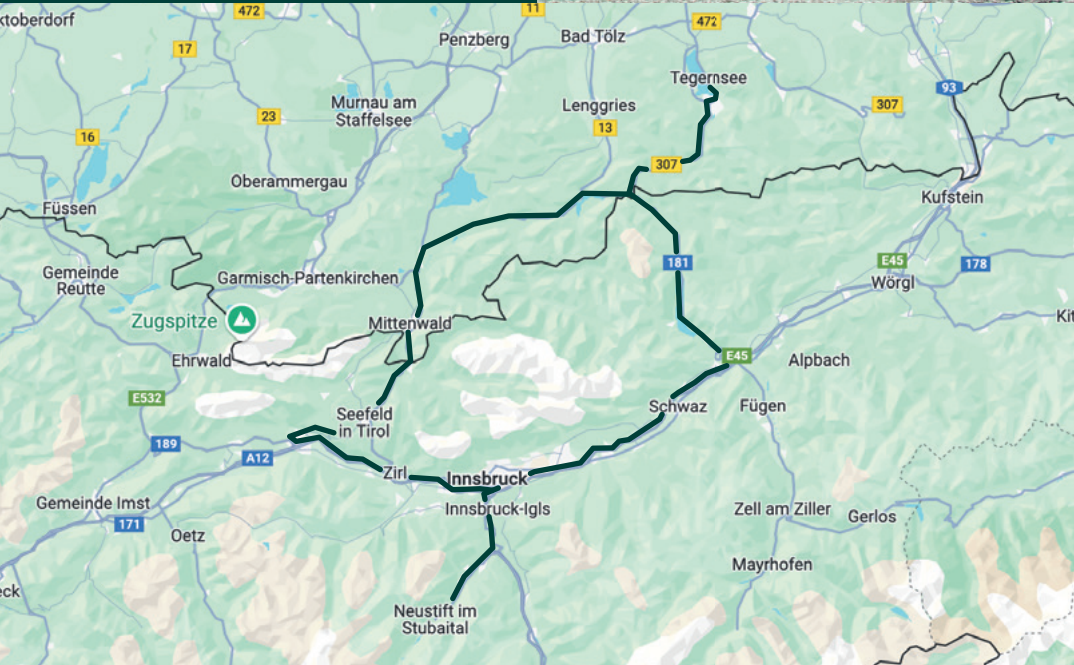 ktoberdorf
472
11
472
17
Penzberg
Bad Tölz
Tegernsee
93
Murnau am
Staffelsee
Lenggries
307
23
13
16
307
Oberammergau
Kufstein
Füssen
Gemeinde
Reutte
Garmisch-Partenkirchen
181
E45
178
Wörgl
Zugspitze
Mittenwald
Kit
Ehrwald
E45
Alpbach
E532
Seefeld
in Tirol
Schwaz
Fügen
189
A12
Zirl
Innsbruck
Gemeinde Imst
Innsbruck-Igls
Zell am Ziller
Gerlos
171
Oetz
Mayrhofen
eck
Neustift im
Stubaital